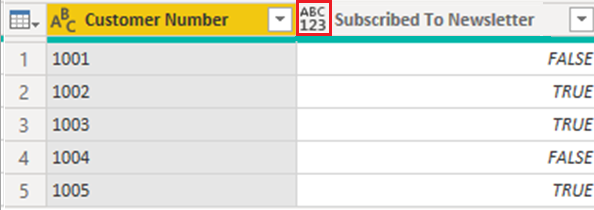 ABC Customer Number ABC 123 Subscribed To Newsletter
1 1001 FALSE
2 1002 TRUE
3 1003 TRUE
4 1004 FALSE
5 1005 TRUE